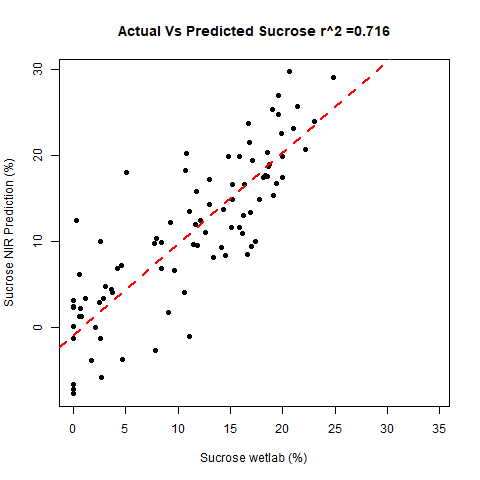 Actual Vs Predicted Sucrose r^2 =0.716
Sucrose NIR Prediction (%)
30
20
10
0
0 5 10 15 20 25 30 35
Sucrose wetlab (%)